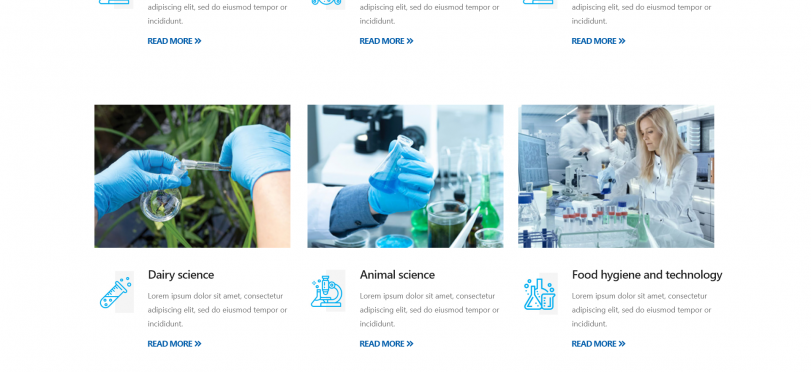 adipiscing elit, sed do eiusmod tempor or
incididunt.
READ MORE »
adipiscing elit, sed do eiusmod tempor or
incididunt.
READ MORE »
adipiscing elit, sed do eiusmod tempor or
incididunt.
READ MORE »
Dairy science
Lorem ipsum dolor sit amet, consectetur
adipiscing elit, sed do eiusmod tempor or
incididunt.
READ MORE »
Animal science
Lorem ipsum dolor sit amet, consectetur
adipiscing elit, sed do eiusmod tempor or
incididunt.
READ MORE »
Food hygiene and technology
Lorem ipsum dolor sit amet, consectetur
adipiscing elit, sed do eiusmod tempor or
incididunt.
READ MORE »